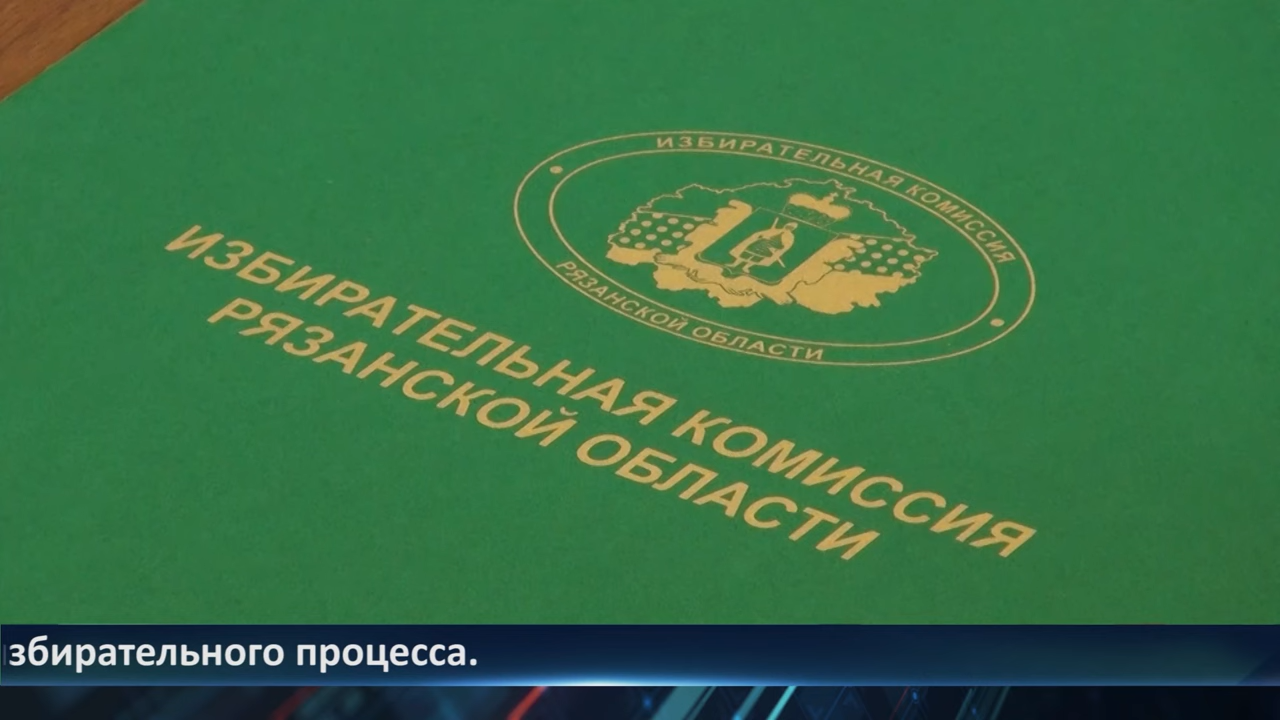 ИЗБИРАТЕЛЬНАЯ КОМИССИЯ
РЯЗАНСКОЙ ОБЛАСТИ
ИЗБИРАТЕЛЬНАЯ КОМИССИЯ
РЯЗАНСКОЙ ОБЛАСТИ
збирательного процесса.